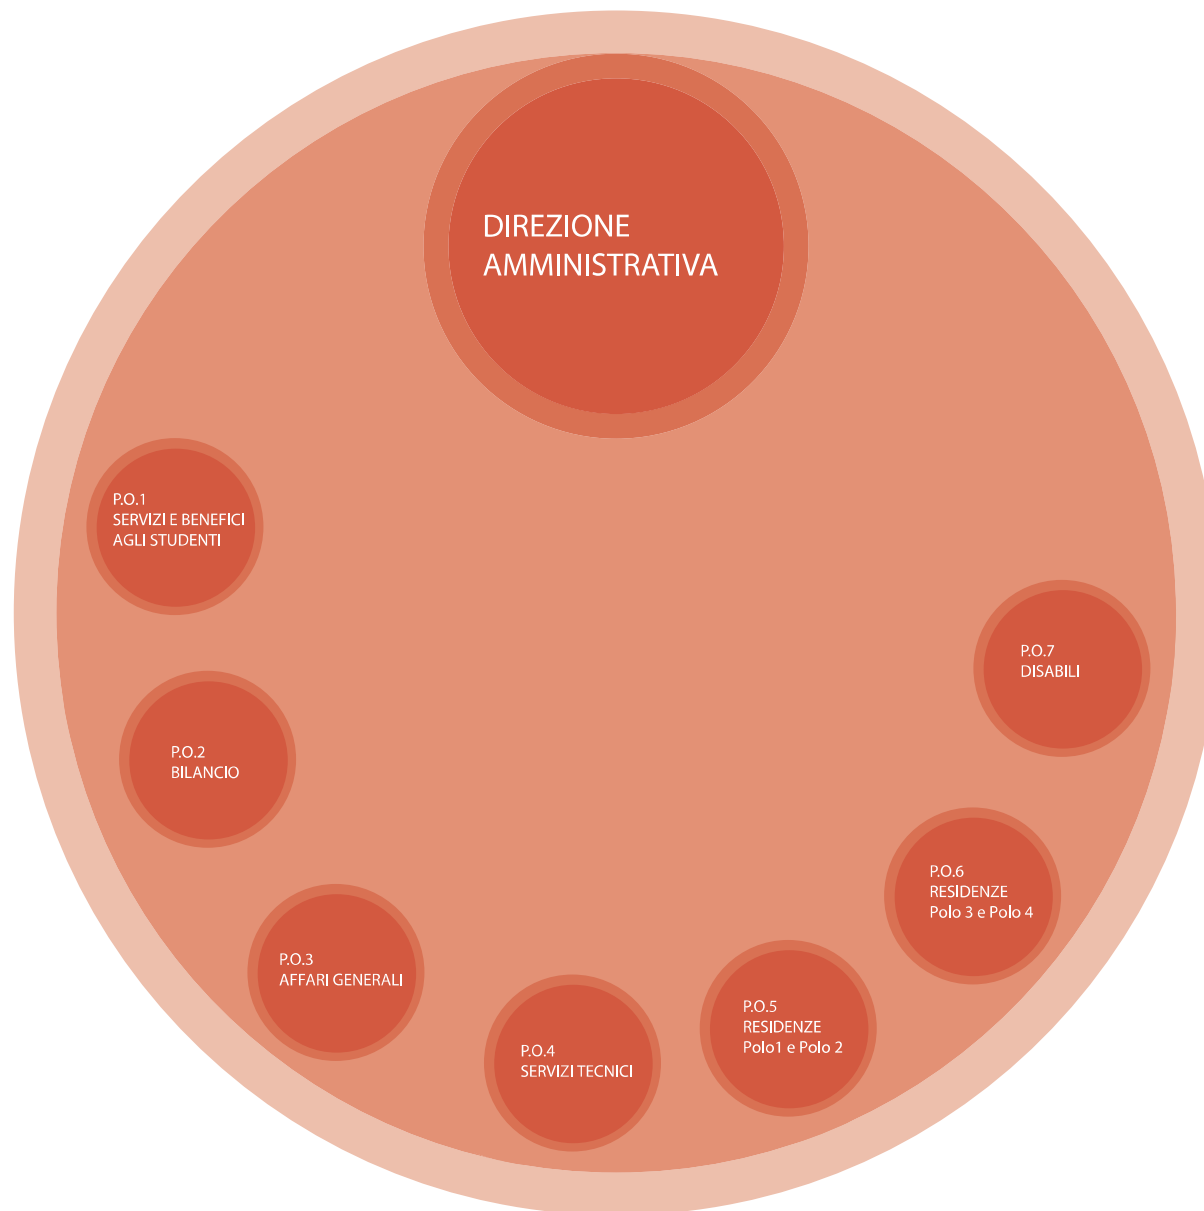 DIREZIONE
AMMINISTRATIVA
P.O.1
SERVIZI E BENEFICI
AGLI STUDENTI
P.O.2
BILANCIO
P.O.3
AFFARI GENERALI
P.O.4
SERVIZI TECNICI
P.O.5
RESIDENZE
Polo1 e Polo 2
P.O.6
RESIDENZE
Polo 3 e Polo 4
P.O.7
DISABILI